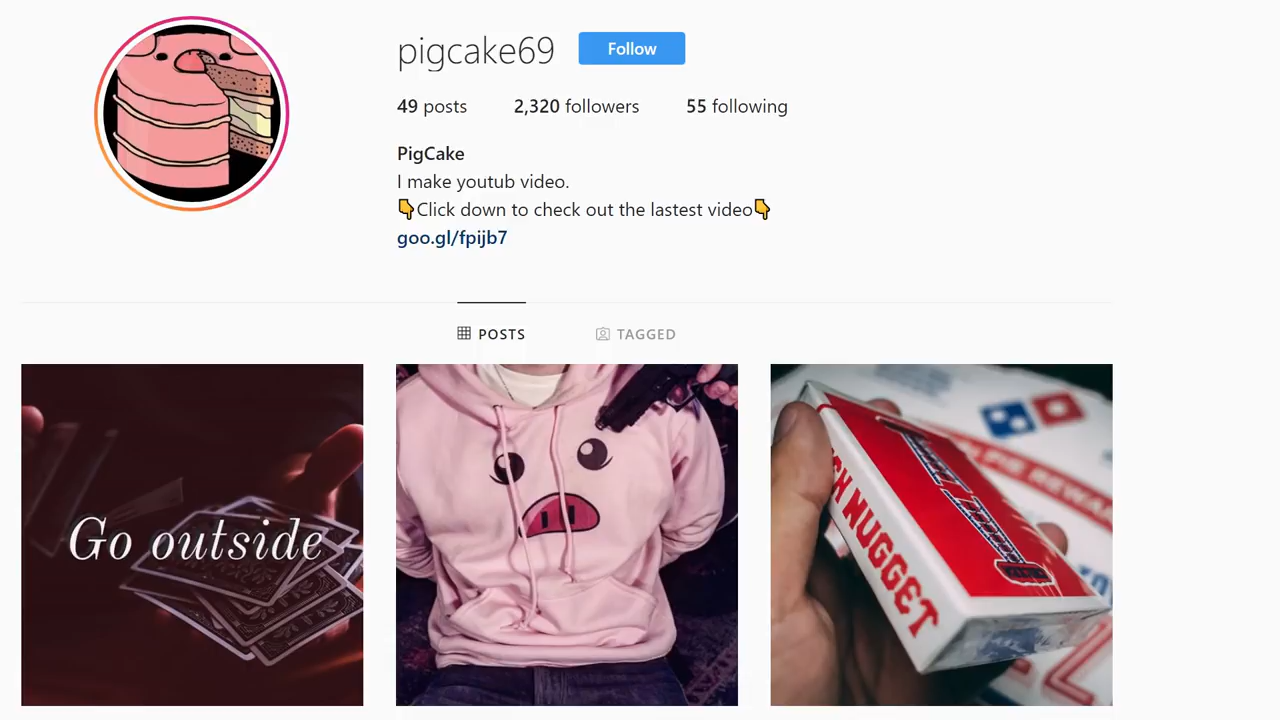 pigcake69
Follow
49 posts 2,320 followers 55 following
PigCake
I make youtub video.
👇Click down to check out the lastest video👇
goo.gl/fpijb7
POSTS TAGGED
Go outside
NUGGET